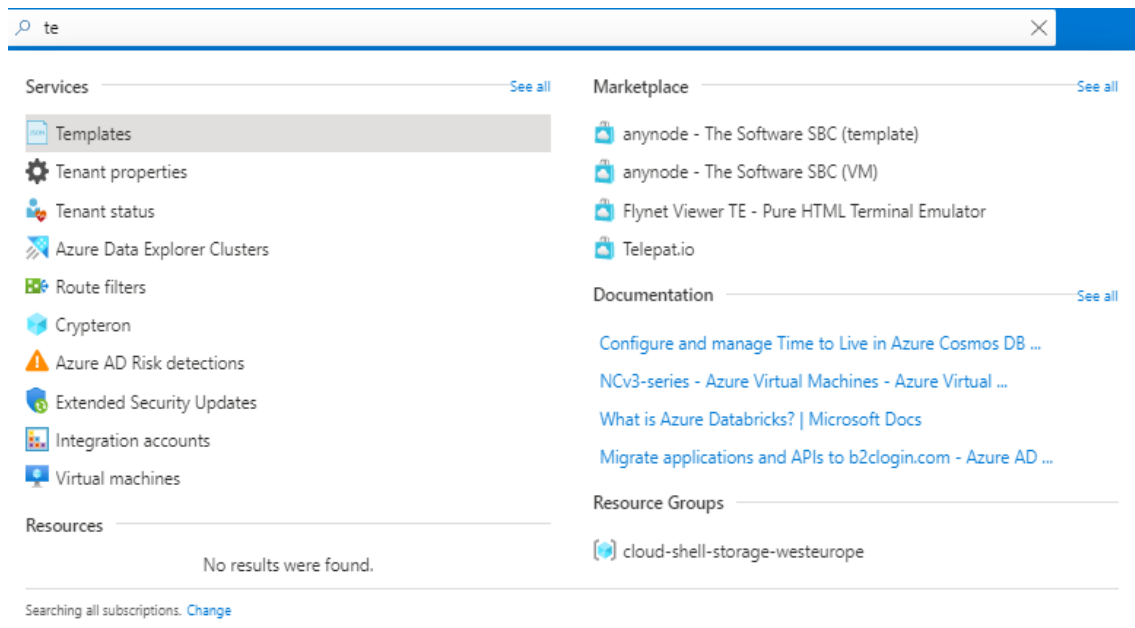 te
Services See all
JSON Templates
Tenant properties
Tenant status
Azure Data Explorer Clusters
Route filters
Crypteron
Azure AD Risk detections
Extended Security Updates
Integration accounts
Virtual machines
Resources
No results were found.
Marketplace See all
anynode - The Software SBC (template)
anynode - The Software SBC (VM)
Flynet Viewer TE - Pure HTML Terminal Emulator
Telepat.io
Documentation See all
Configure and manage Time to Live in Azure Cosmos DB ...
NCv3-series - Azure Virtual Machines - Azure Virtual ...
What is Azure Databricks? | Microsoft Docs
Migrate applications and APIs to b2clogin.com - Azure AD ...
Resource Groups
cloud-shell-storage-westeurope
Searching all subscriptions. Change